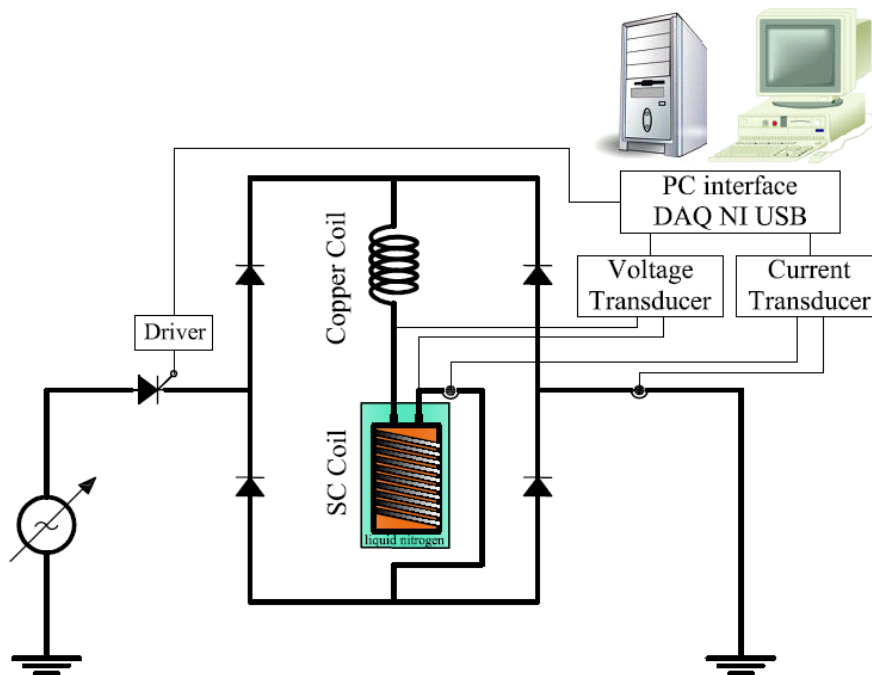 PC interface
DAQ NI USB
Voltage
Transducer
Current
Transducer
Copper Coil
Driver
SC Coil
liquid nitrogen